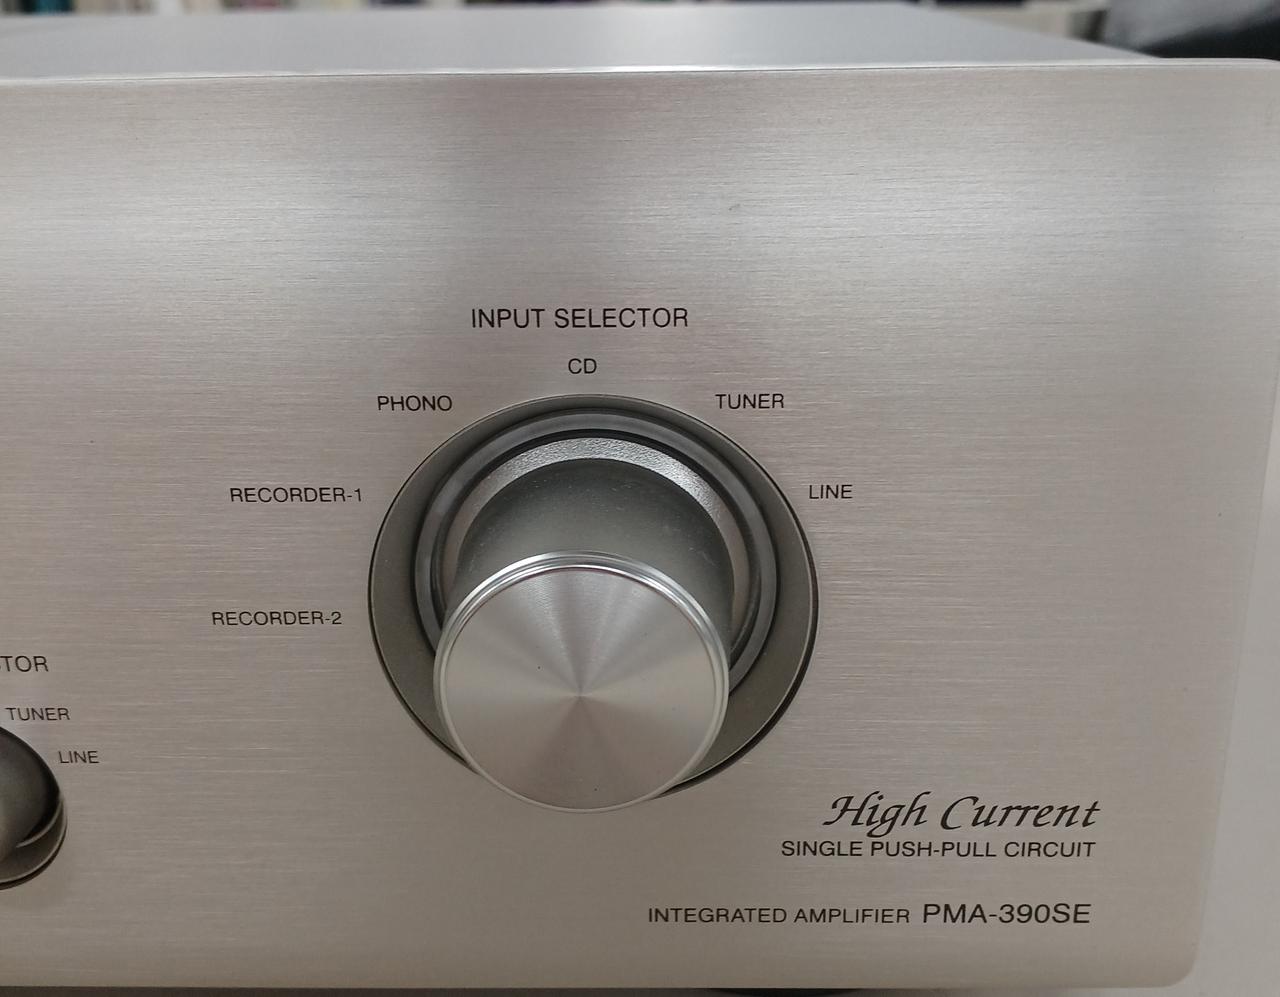 INPUT SELECTOR
CD
PHONO
TUNER
RECORDER-1
LINE
RECORDER-2
TOR
TUNER
LINE
High Current
SINGLE PUSH-PULL CIRCUIT
INTEGRATED AMPLIFIER PMA-390SE